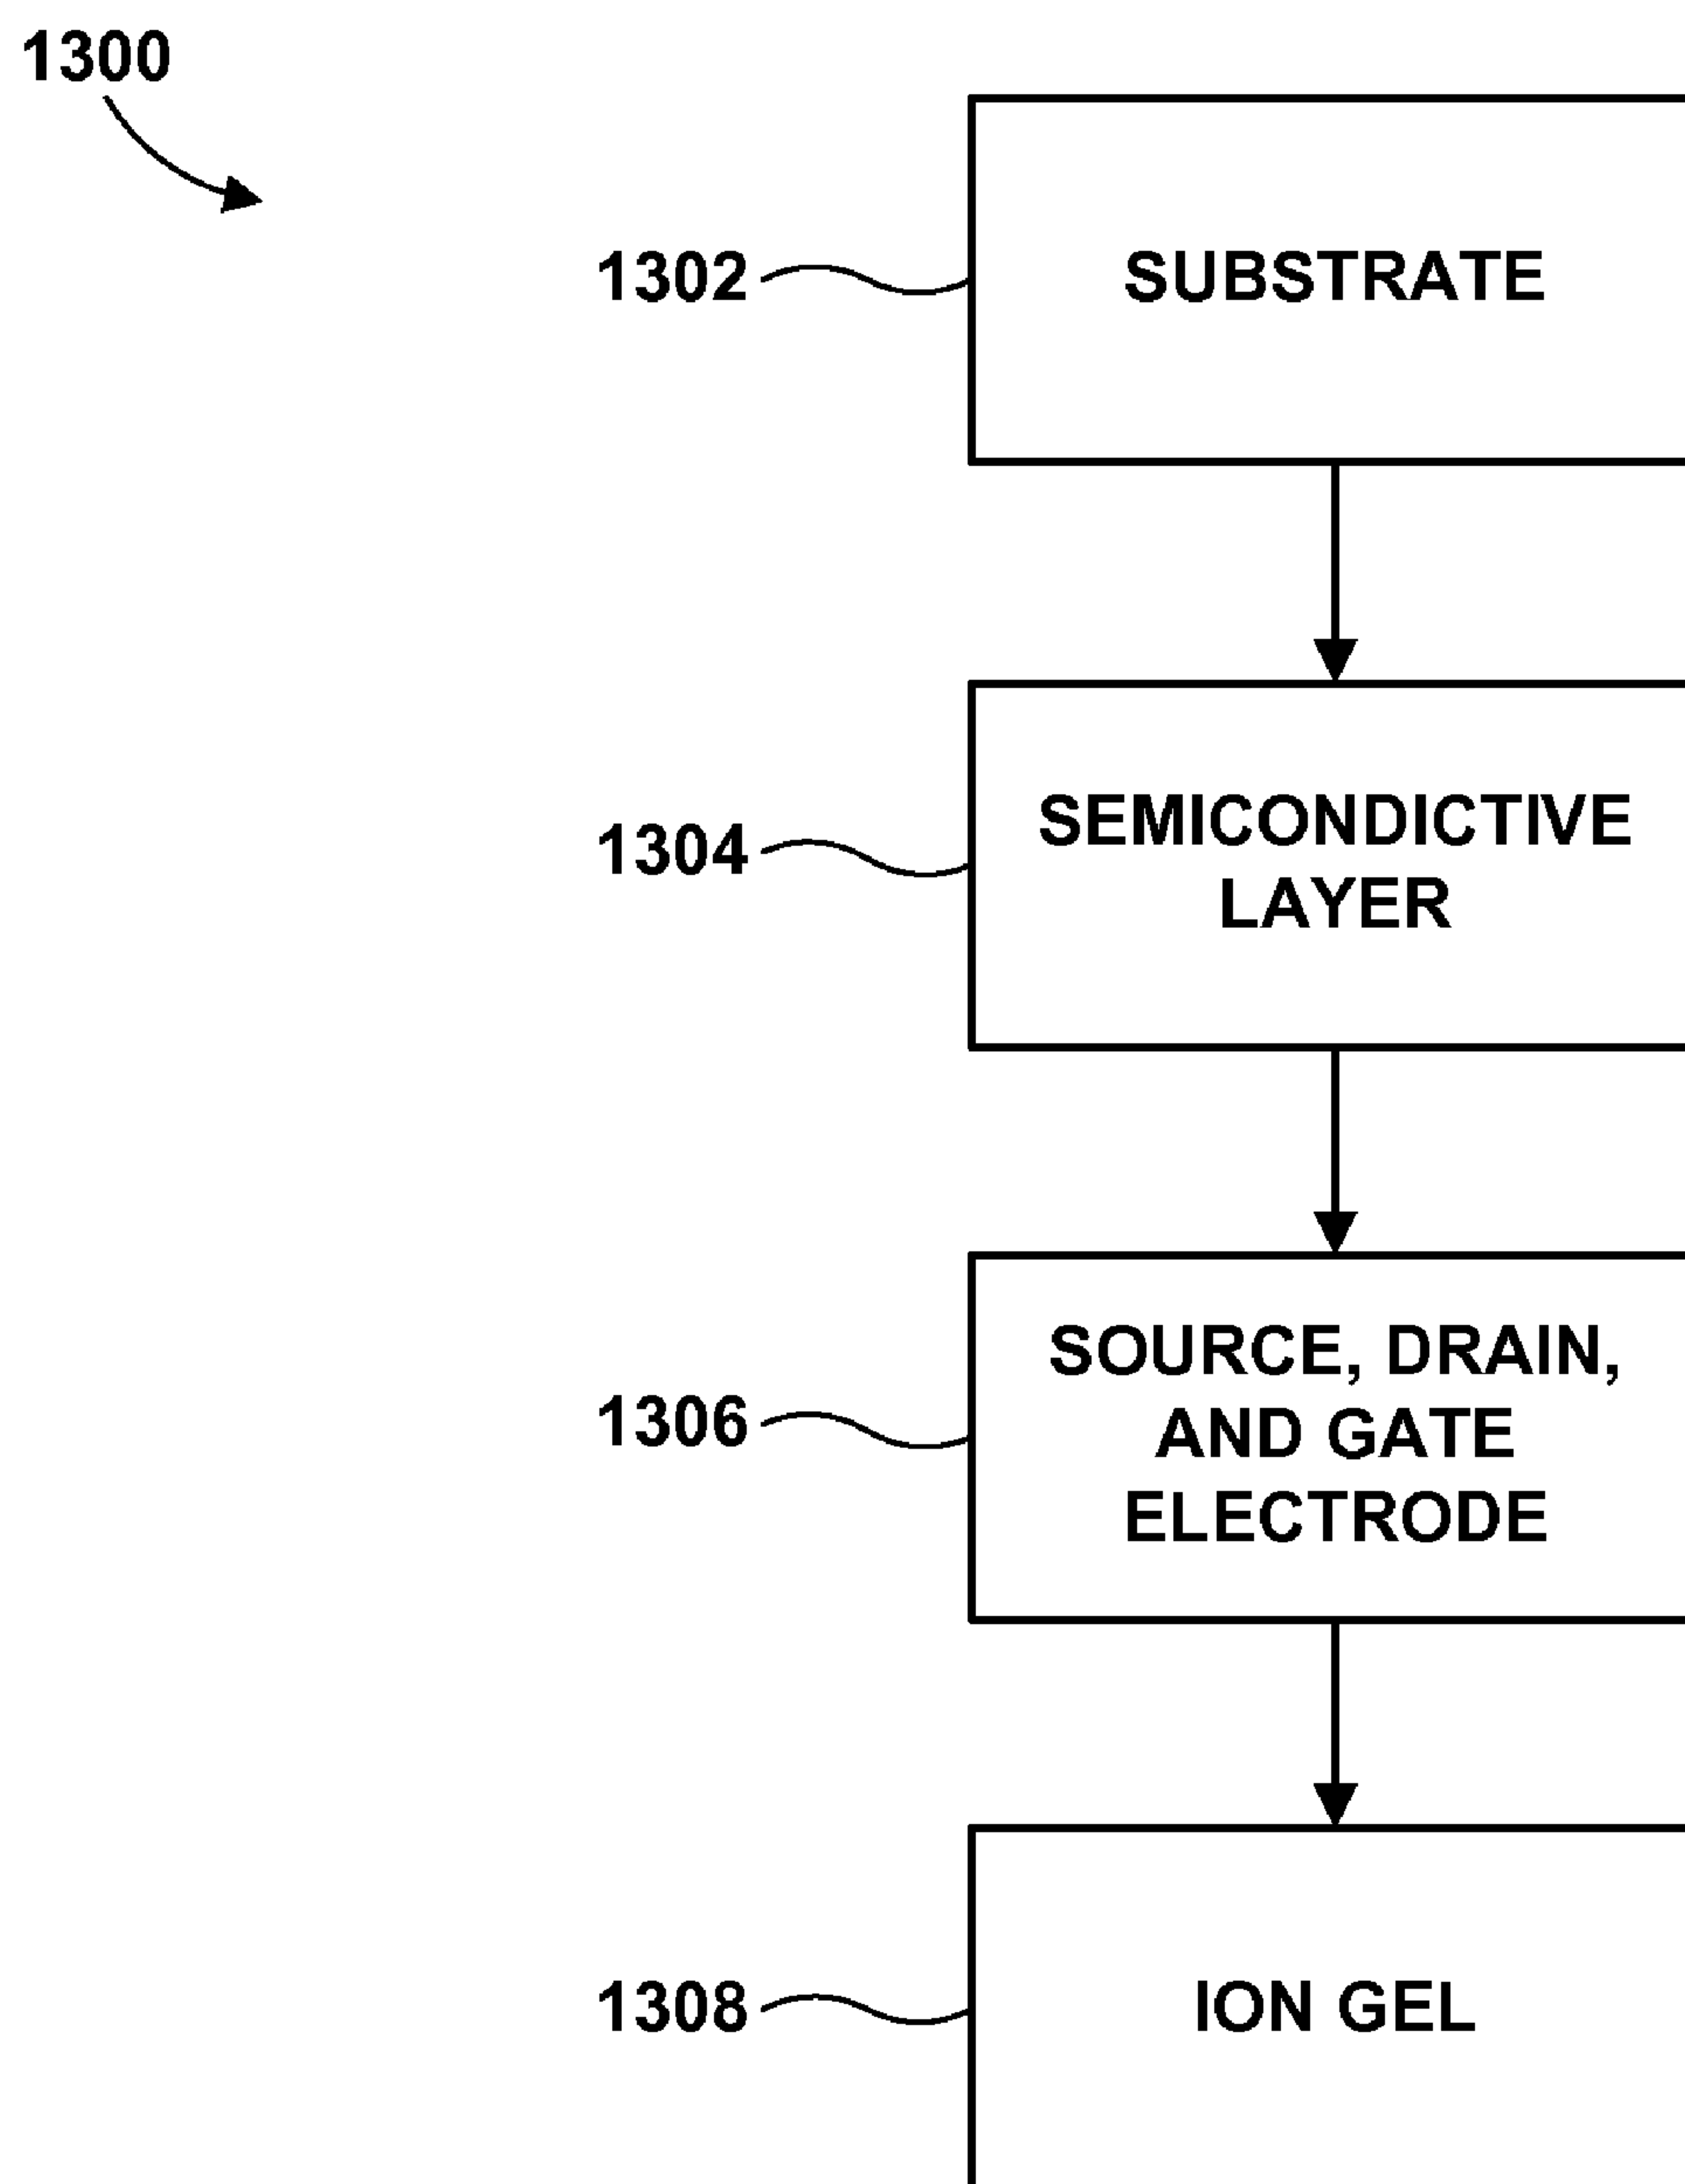 1300
1302
SUBSTRATE
1304
SEMICONDICTIVE
LAYER
1306
SOURCE, DRAIN,
AND GATE
ELECTRODE
1308
ION GEL